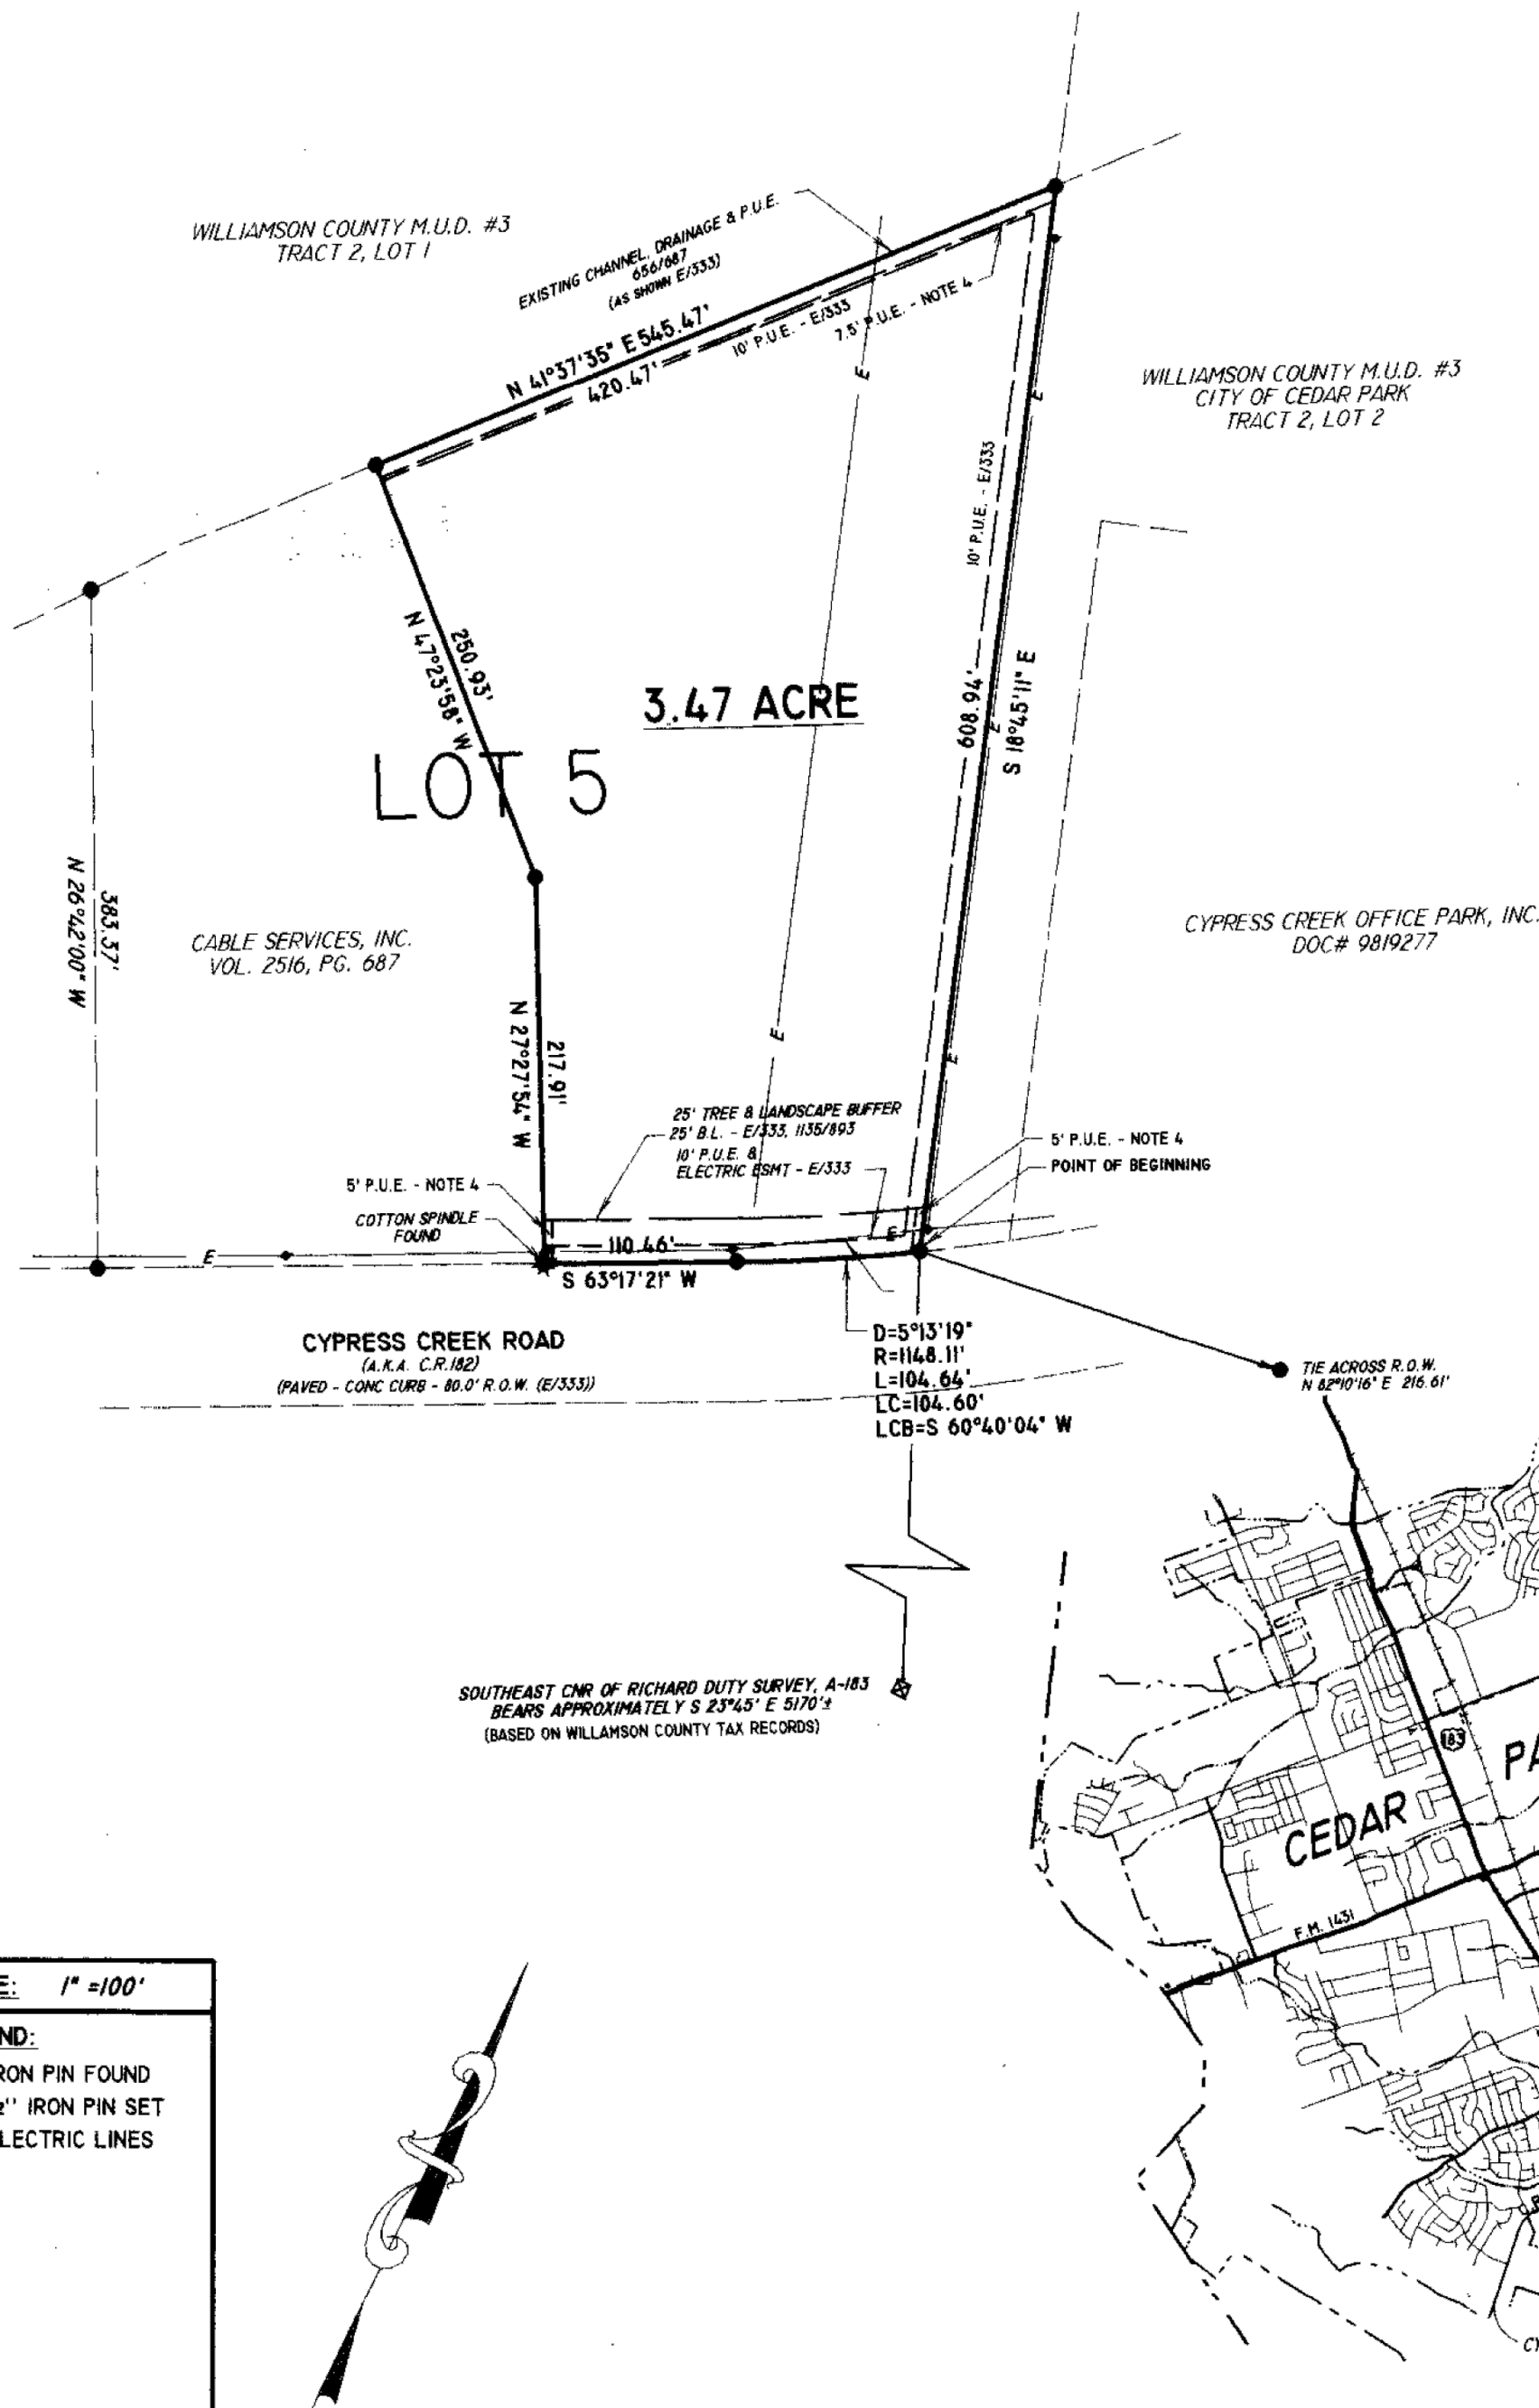 WILLIAMSON COUNTY M.U.D. #3
TRACT 2, LOT 1
EXISTING CHANNEL, DRAINAGE & P.U.E.
656/687
(AS SHOWN E/333)
N 41°37'35" E 545.47'
420.47'
10' P.U.E. - E/333
7.5' P.U.E. - NOTE 4
E
WILLIAMSON COUNTY M.U.D. #3
CITY OF CEDAR PARK
TRACT 2, LOT 2
E
10' P.U.E. - E/333
250.93'
N 47°23'58" W
3.47 ACRE
608.94'
S 18°45'11" E
E
LOT 5
383.37'
N 26°42'00" W
CABLE SERVICES, INC.
VOL. 2516, PG. 687
CYPRESS CREEK OFFICE PARK, INC.
DOC# 9819277
217.91'
N 27°27'54" W
E
E
25' TREE & LANDSCAPE BUFFER
25' B.L. - E/333, 1135/893
10' P.U.E. &
ELECTRIC ESMT - E/333
5' P.U.E. - NOTE 4
POINT OF BEGINNING
5' P.U.E. - NOTE 4
COTTON SPINDLE
FOUND
E
E
110.46'
S 63°17'21" W
CYPRESS CREEK ROAD
(A.K.A. C.R.182)
(PAVED - CONC CURB - 80.0' R.O.W. (E/333))
D=5°13'19"
R=1148.11'
L=104.64'
LC=104.60'
LCB=S 60°40'04" W
TIE ACROSS R.O.W.
N 82°10'16" E 216.61'
SOUTHEAST CNR OF RICHARD DUTY SURVEY, A-183
BEARS APPROXIMATELY S 23°45' E 5170'±
(BASED ON WILLAMSON COUNTY TAX RECORDS)
183
PA
CEDAR
F.M. 1431
E: 1" =100'
ND:
RON PIN FOUND
2'' IRON PIN SET
LECTRIC LINES
CY